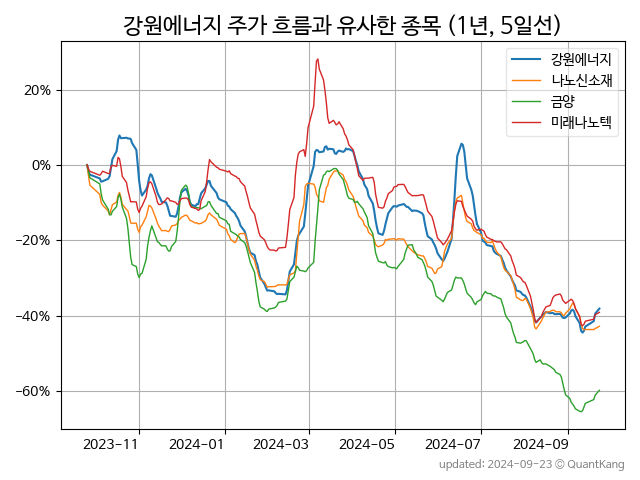 강원에너지 주가 흐름과 유사한 종목 (1년, 5일선)
강원에너지
나노신소재
금양
미래나노텍
20%
0%
−20%
−40%
−60%
2023-11
2024-01
2024-03
2024-05
2024-07
2024-09
updated: 2024-09-23 © QuantKang